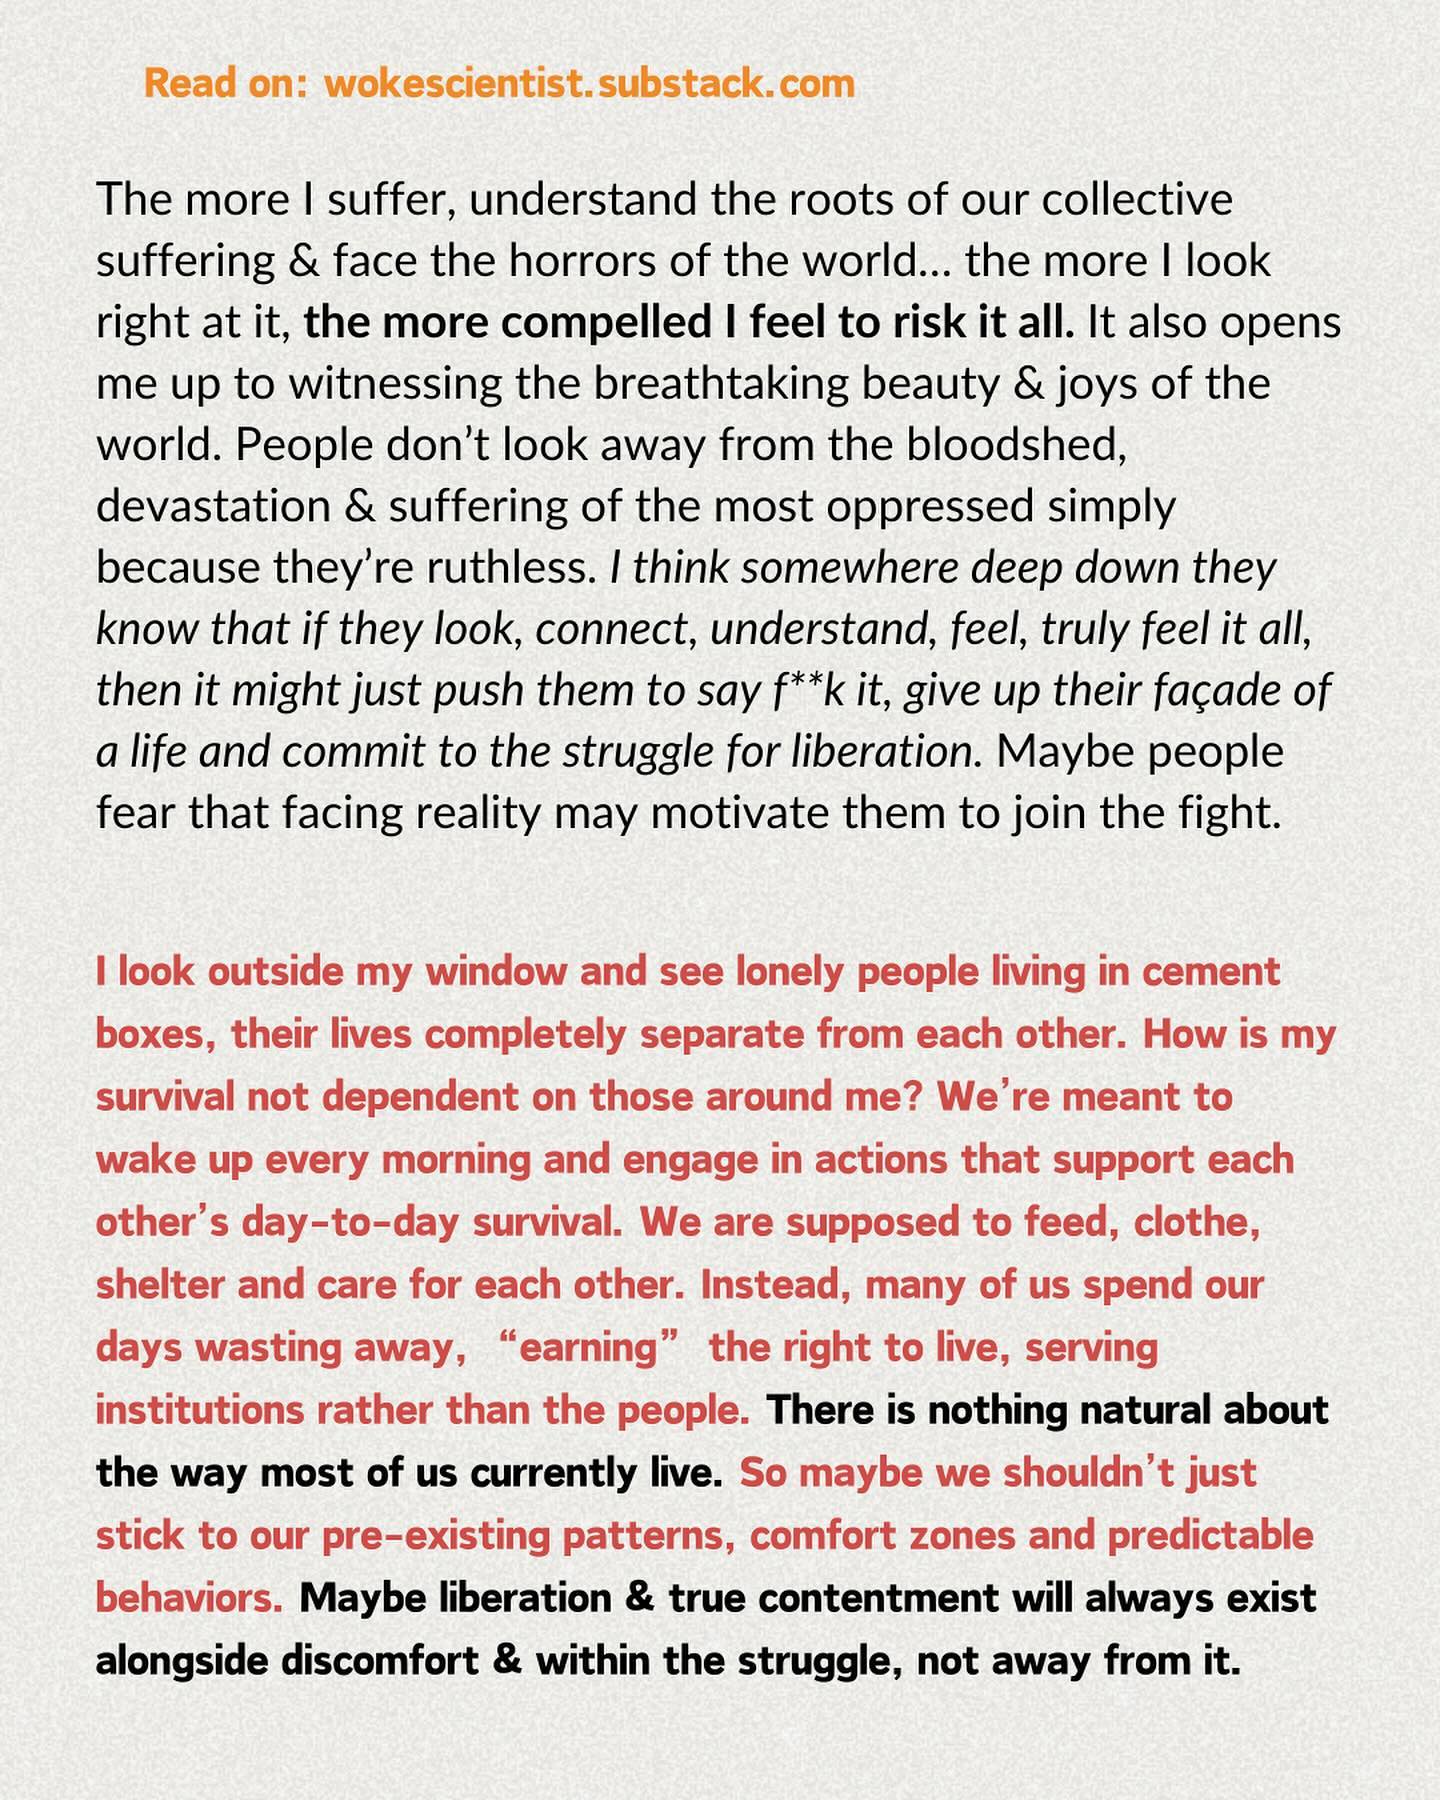 Read on: wokescientist.substack.com
The more I suffer, understand the roots of our collective
suffering & face the horrors of the world... the more I look
right at it, the more compelled I feel to risk it all. It also opens
me up to witnessing the breathtaking beauty & joys of the
world. People don’t look away from the bloodshed,
devastation & suffering of the most oppressed simply
because they’re ruthless. I think somewhere deep down they
know that if they look, connect, understand, feel, truly feel it all,
then it might just push them to say f**k it, give up their façade of
a life and commit to the struggle for liberation. Maybe people
fear that facing reality may motivate them to join the fight.
I look outside my window and see lonely people living in cement
boxes, their lives completely separate from each other. How is my
survival not dependent on those around me? We’re meant to
wake up every morning and engage in actions that support each
other’s day-to-day survival. We are supposed to feed, clothe,
shelter and care for each other. Instead, many of us spend our
days wasting away, “earning” the right to live, serving
institutions rather than the people. There is nothing natural about
the way most of us currently live. So maybe we shouldn’t just
stick to our pre-existing patterns, comfort zones and predictable
behaviors. Maybe liberation & true contentment will always exist
alongside discomfort & within the struggle, not away from it.